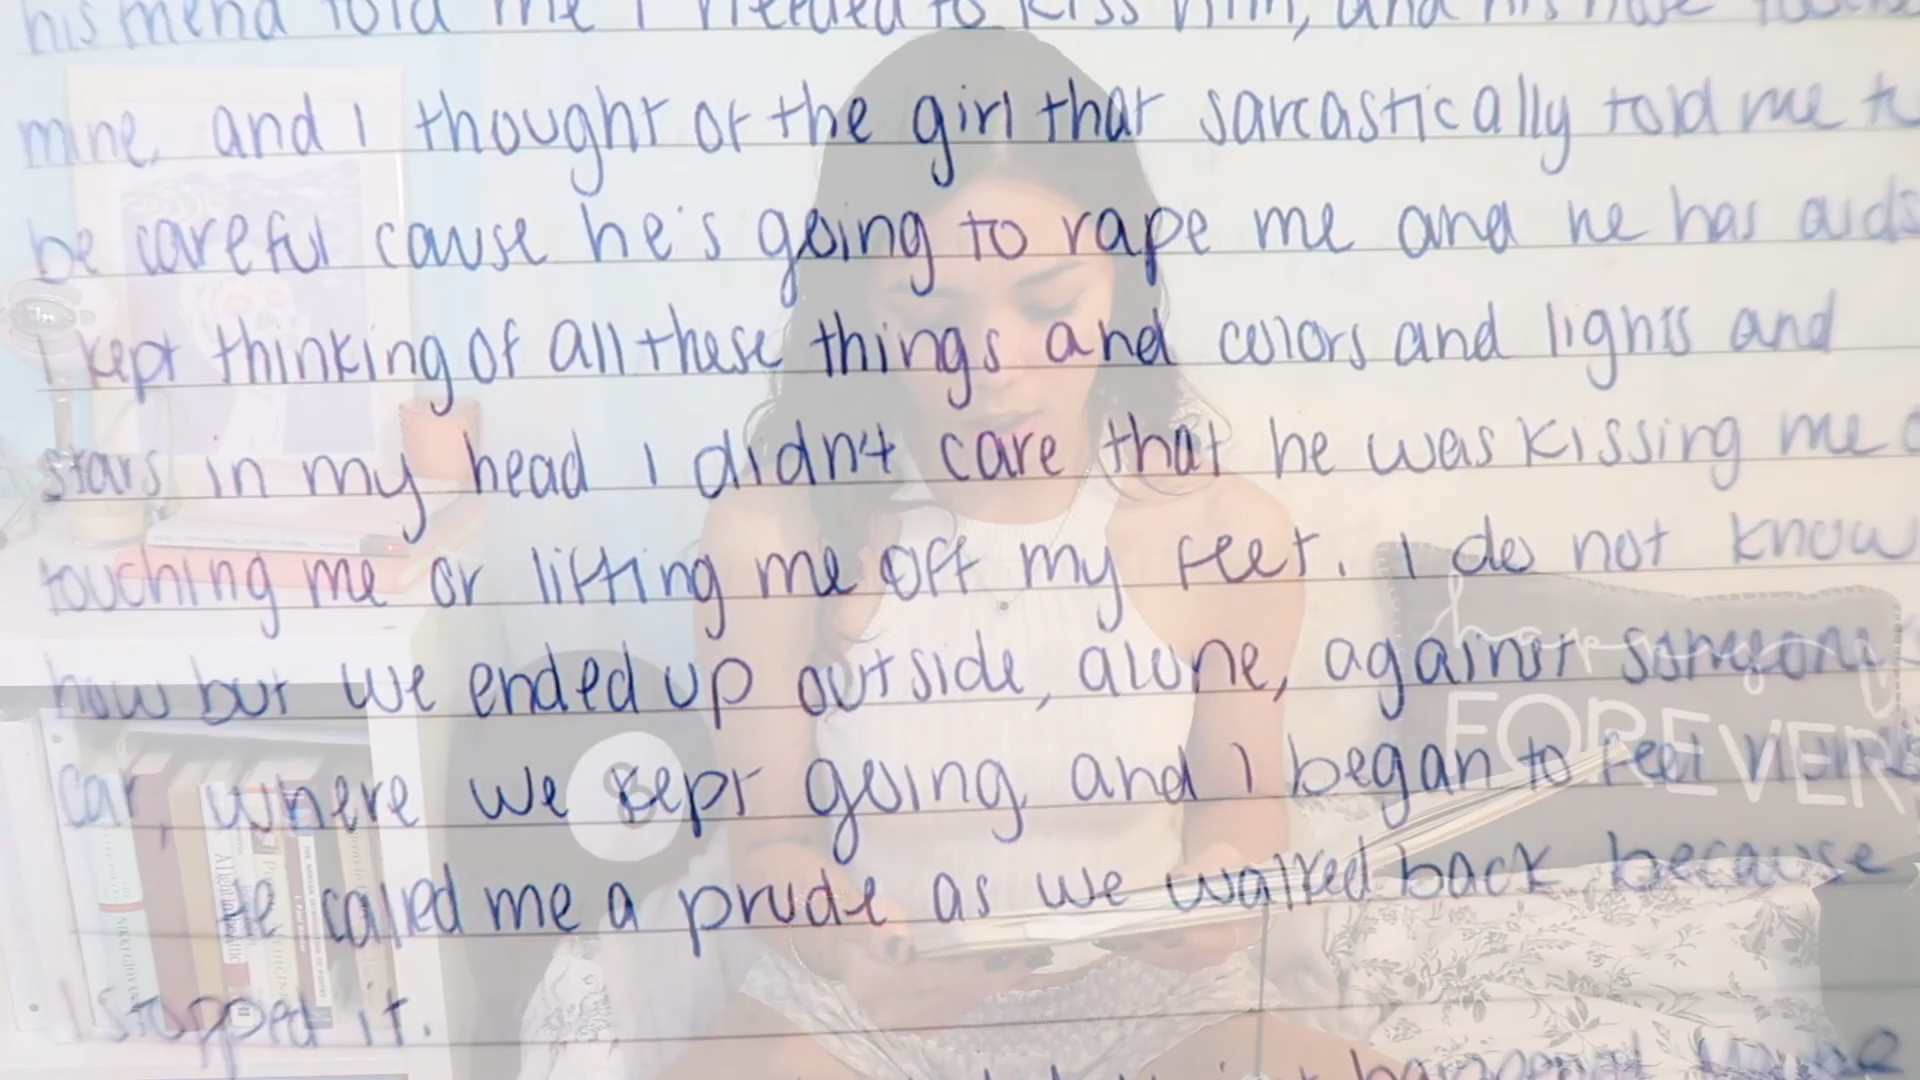 his friend told me I needed to kiss him, and his nose touched
mine, and I thought of the girl that sarcastically told me to
be careful cause he's going to rape me and he has aids
I kept thinking of all these things and colors and lights and
stars in my head I didn't care that he was kissing me
touching me or lifting me off my feet. I do not know
how but we ended up outside, alone, against someone's
car, where we kept going and I began to feel
He called me a prude as we walked back because
I stopped it.
FOREVER